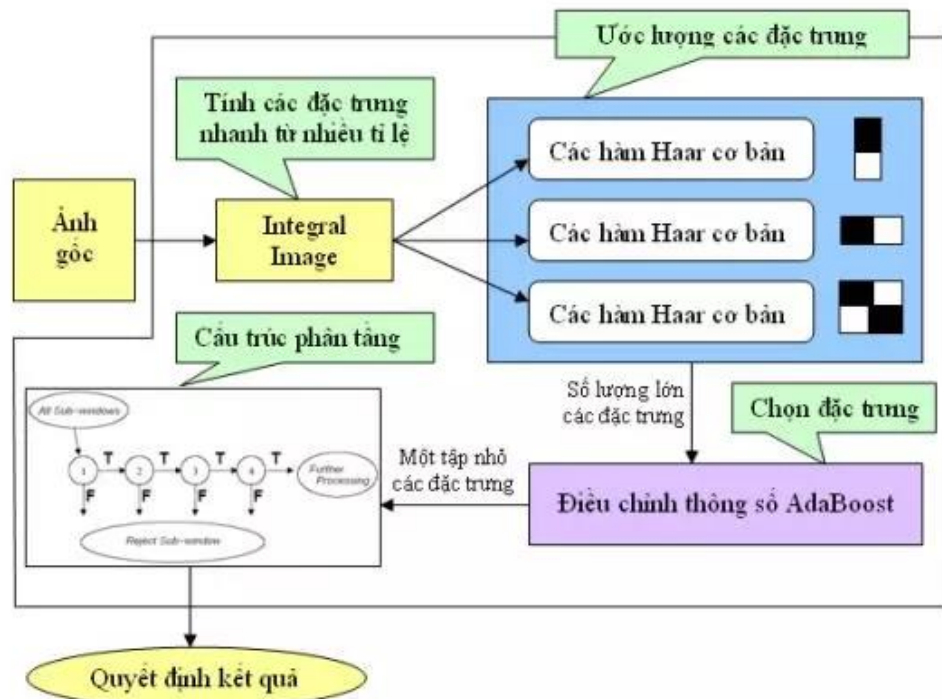 Ước lượng các đặc trưng
Tính các đặc trưng
nhanh từ nhiều tỉ lệ
Các hàm Haar cơ bản
Ảnh
gốc
Integral
Image
Các hàm Haar cơ bản
Các hàm Haar cơ bản
Cấu trúc phân tầng
Số lượng lớn
các đặc trưng
Chọn đặc trưng
All Sub-windows
T T T T
1 2 3 4
Further
Processing
F F F F
Reject Sub-window
Một tập nhỏ
các đặc trưng
Điều chỉnh thông số AdaBoost
Quyết định kết quả